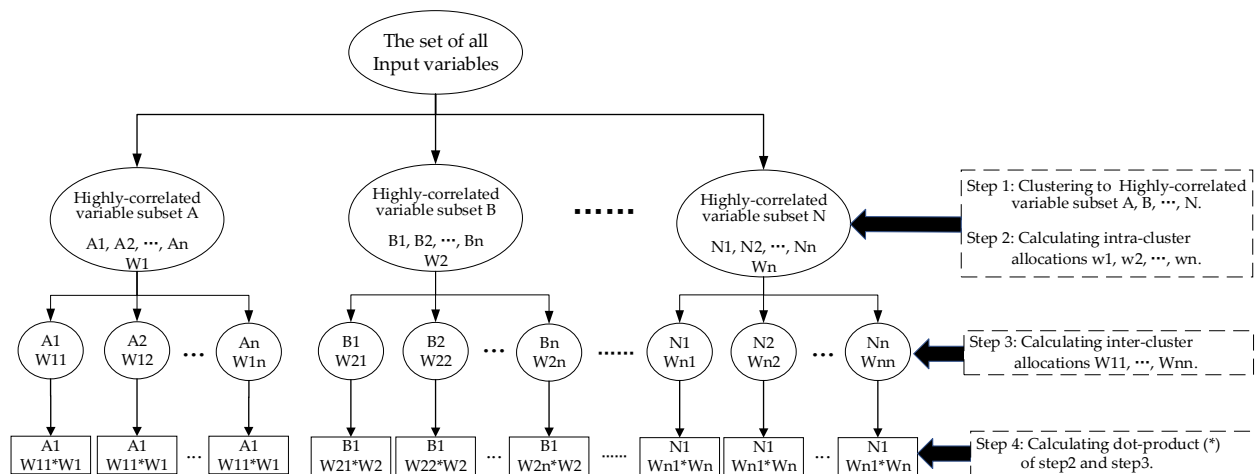 The set of all
Input variables
Highly-correlated
variable subset A
A1, A2, ···, An
W1
Highly-correlated
variable subset B
B1, B2, ···, Bn
W2
······
Highly-correlated
variable subset N
N1, N2, ···, Nn
Wn
Step 1: Clustering to Highly-correlated
variable subset A, B, ···, N.
Step 2: Calculating intra-cluster
allocations w1, w2, ···, wn.
A1
W11
A2
W12
...
An
W1n
B1
W21
B2
W22
...
Bn
W2n
......
N1
Wn1
N2
Wn2
...
Nn
Wnn
Step 3: Calculating inter-cluster
allocations W11, ···, Wnn.
A1
W11*W1
A1
W11*W1
...
A1
W11*W1
B1
W21*W2
B1
W22*W2
...
B1
W2n*W2
......
N1
Wn1*Wn
N1
Wn1*Wn
...
N1
Wn1*Wn
Step 4: Calculating dot-product (*)
of step2 and step3.